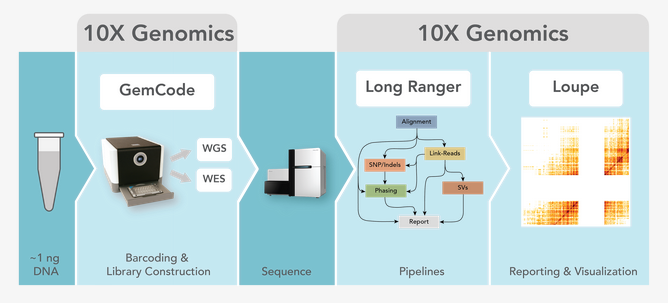 10X Genomics
10X Genomics
GemCode
Long Ranger
Loupe
WGS
WES
Alignment
Link-Reads
SNP/Indels
Phasing
SVs
Report
~1 ng
DNA
Barcoding &
Library Construction
Sequence
Pipelines
Reporting & Visualization